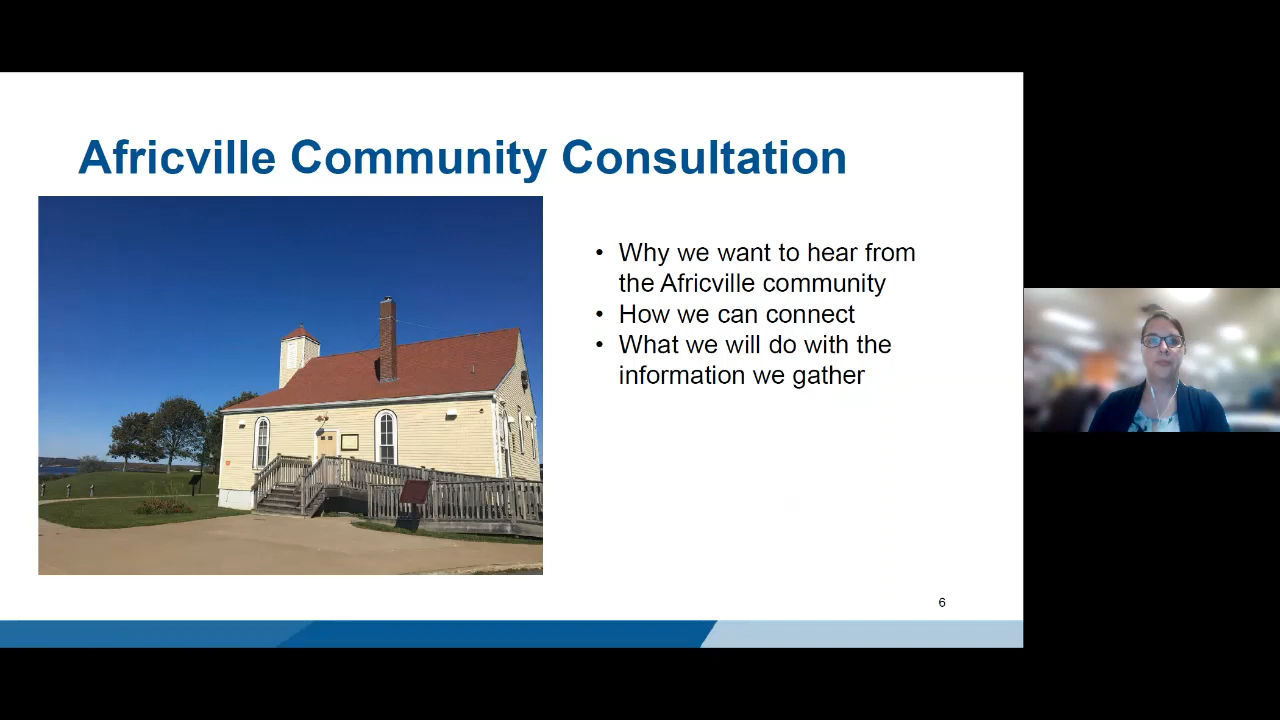 Africville Community Consultation
• Why we want to hear from
the Africville community
• How we can connect
• What we will do with the
information we gather
6